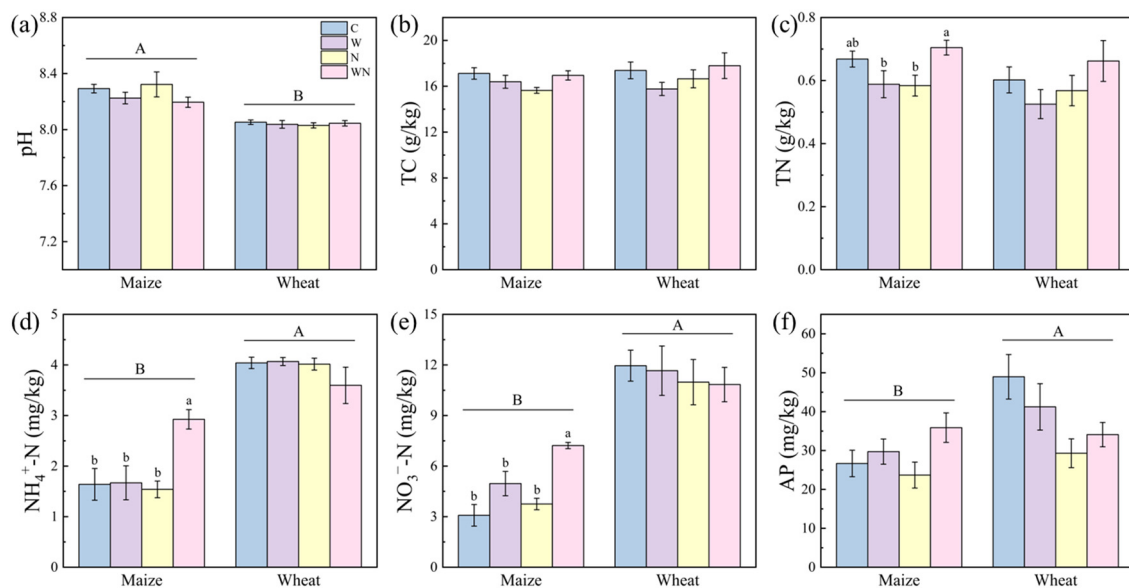 (a)
8.8
8.4
8.0
7.6
7.2
pH
A
B
C
W
N
WN
Maize Wheat
(b)
20
16
12
8
4
0
TC (g/kg)
Maize Wheat
(c)
0.8
0.6
0.4
0.2
0.0
TN (g/kg)
ab b b a
Maize Wheat
(d)
5
4
3
2
1
0
NH₄⁺-N (mg/kg)
B
A
b b b a
Maize Wheat
(e)
15
12
9
6
3
0
NO₃⁻-N (mg/kg)
B
A
b b b a
Maize Wheat
(f)
60
50
40
30
20
10
0
AP (mg/kg)
B
A
Maize Wheat